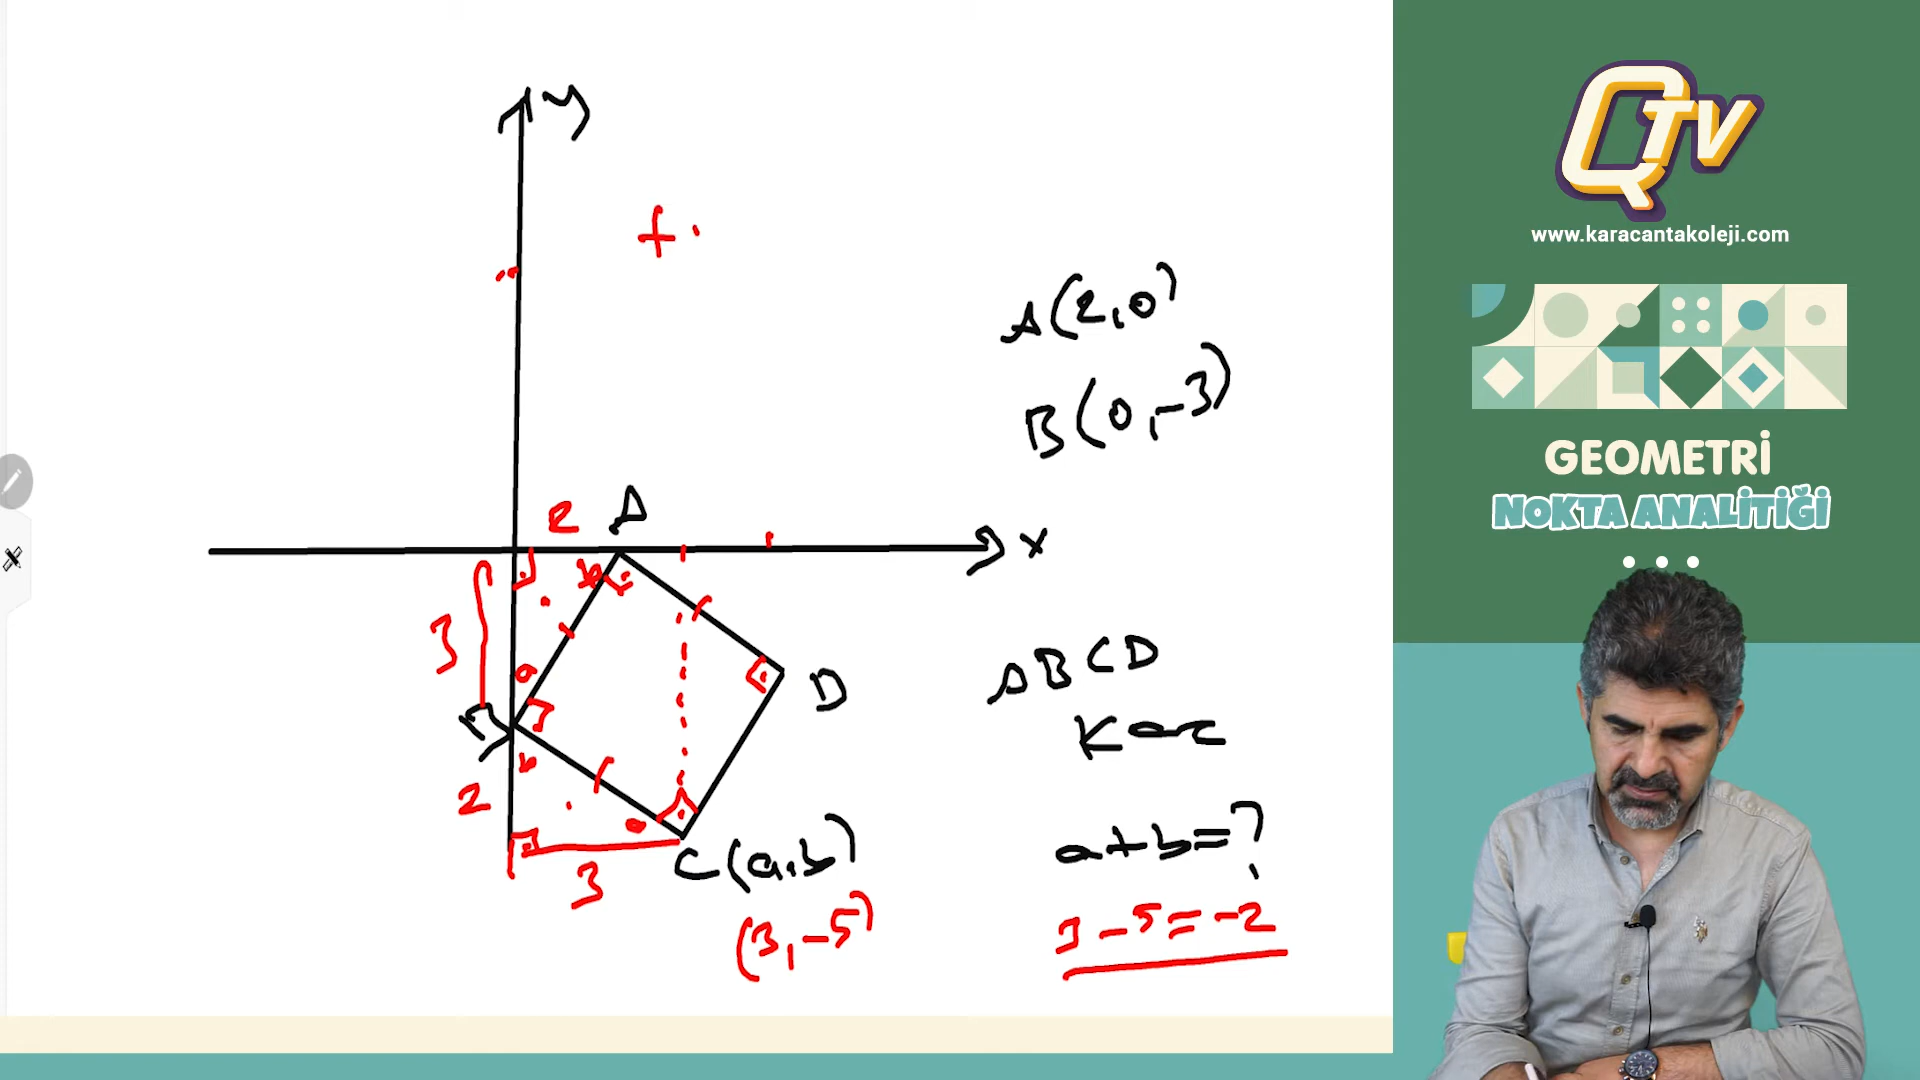 y
+ .
A(2,0)
B(0,-3)
2
A
x
b
3
a
B
D
ABCD
Kare
b
2
a
C(a,b)
a+b=?
3
(3,-5)
3-5=-2
QTV
www.karacantakoleji.com
GEOMETRİ
NOKTA ANALİTİĞİ